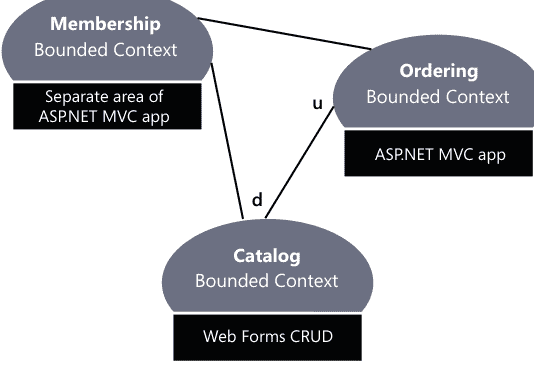 Membership
Bounded Context
Separate area of
ASP.NET MVC app
Ordering
Bounded Context
ASP.NET MVC app
u
d
Catalog
Bounded Context
Web Forms CRUD